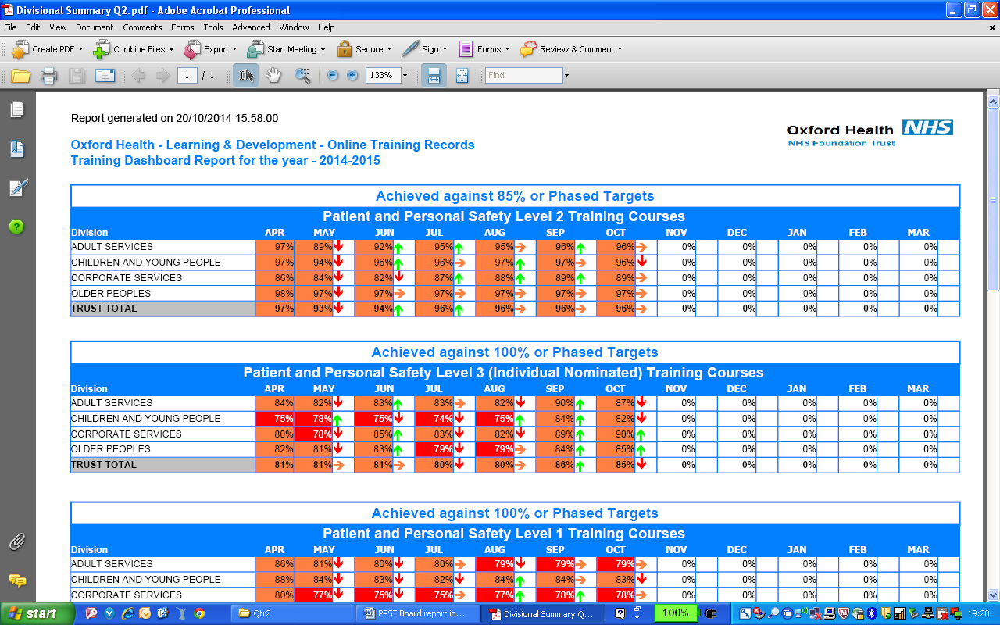 Divisional Summary Q2.pdf - Adobe Acrobat Professional
File Edit View Document Comments Forms Tools Advanced Window Help
Create PDF Combine Files Export Start Meeting Secure Sign Forms Review & Comment
1 / 1 133% Find
Report generated on 20/10/2014 15:58:00
Oxford Health NHS
NHS Foundation Trust
Oxford Health - Learning & Development - Online Training Records
Training Dashboard Report for the year - 2014-2015
Achieved against 85% or Phased Targets
Patient and Personal Safety Level 2 Training Courses
Division APR MAY JUN JUL AUG SEP OCT NOV DEC JAN FEB MAR
ADULT SERVICES 97% 89% 92% 95% 95% 96% 96% 0% 0% 0% 0% 0%
CHILDREN AND YOUNG PEOPLE 97% 94% 96% 96% 97% 97% 96% 0% 0% 0% 0% 0%
CORPORATE SERVICES 86% 84% 82% 87% 88% 89% 89% 0% 0% 0% 0% 0%
OLDER PEOPLES 98% 97% 97% 97% 97% 97% 97% 0% 0% 0% 0% 0%
TRUST TOTAL 97% 93% 94% 96% 96% 96% 96% 0% 0% 0% 0% 0%
Achieved against 100% or Phased Targets
Patient and Personal Safety Level 3 (Individual Nominated) Training Courses
Division APR MAY JUN JUL AUG SEP OCT NOV DEC JAN FEB MAR
ADULT SERVICES 84% 82% 83% 83% 82% 90% 87% 0% 0% 0% 0% 0%
CHILDREN AND YOUNG PEOPLE 75% 78% 75% 74% 75% 84% 82% 0% 0% 0% 0% 0%
CORPORATE SERVICES 80% 78% 85% 83% 82% 89% 90% 0% 0% 0% 0% 0%
OLDER PEOPLES 82% 81% 83% 79% 79% 84% 85% 0% 0% 0% 0% 0%
TRUST TOTAL 81% 81% 81% 80% 80% 86% 85% 0% 0% 0% 0% 0%
Achieved against 100% or Phased Targets
Patient and Personal Safety Level 1 Training Courses
Division APR MAY JUN JUL AUG SEP OCT NOV DEC JAN FEB MAR
ADULT SERVICES 86% 81% 80% 80% 79% 79% 79% 0% 0% 0% 0% 0%
CHILDREN AND YOUNG PEOPLE 88% 84% 83% 82% 84% 84% 83% 0% 0% 0% 0% 0%
CORPORATE SERVICES 80% 77% 75% 75% 77% 78% 78% 0% 0% 0% 0% 0%
start Qtr2 PPST Board report in... Divisional Summary Q... 100% 19:28